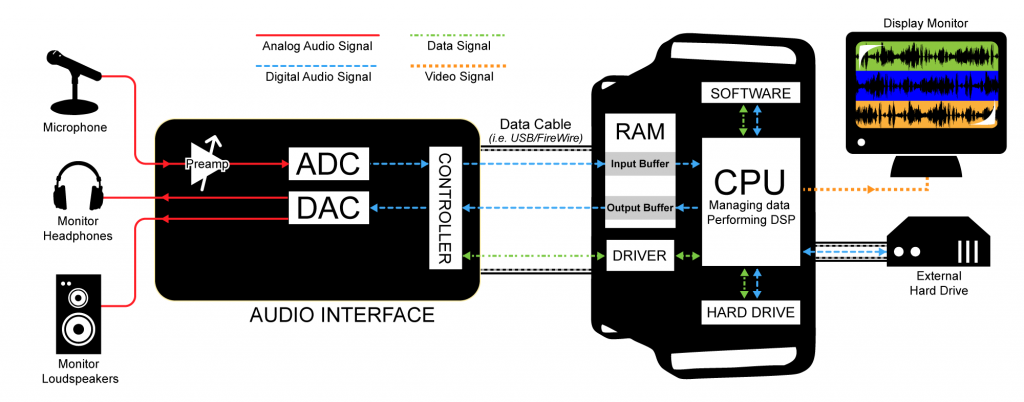 Analog Audio Signal
Data Signal
Digital Audio Signal
Video Signal
Display Monitor
Microphone
Preamp
ADC
DAC
CONTROLLER
Monitor
Headphones
Monitor
Loudspeakers
AUDIO INTERFACE
Data Cable
(i.e. USB/FireWire)
RAM
Input Buffer
Output Buffer
DRIVER
SOFTWARE
CPU
Managing data
Performing DSP
HARD DRIVE
External
Hard Drive